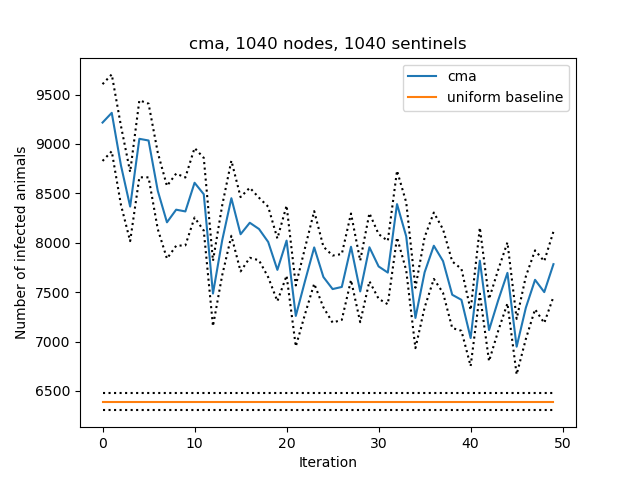 cma, 1040 nodes, 1040 sentinels
cma
uniform baseline
Number of infected animals
9500
9000
8500
8000
7500
7000
6500
0 10 20 30 40 50
Iteration